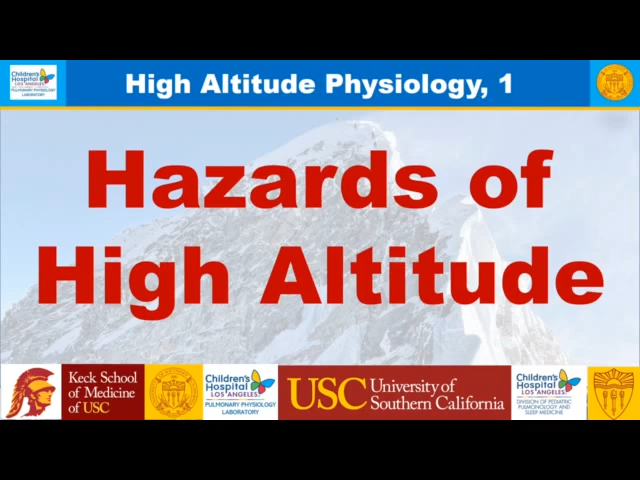 Children's
Hospital
LOS ANGELES
PULMONARY PHYSIOLOGY
LABORATORY
High Altitude Physiology, 1
Hazards of
High Altitude
Keck School
of Medicine
of USC
Children's
Hospital
LOS ANGELES
PULMONARY PHYSIOLOGY
LABORATORY
USC University of
Southern California
Children's
Hospital
LOS ANGELES
DIVISION OF PEDIATRIC
PULMONOLOGY AND
SLEEP MEDICINE